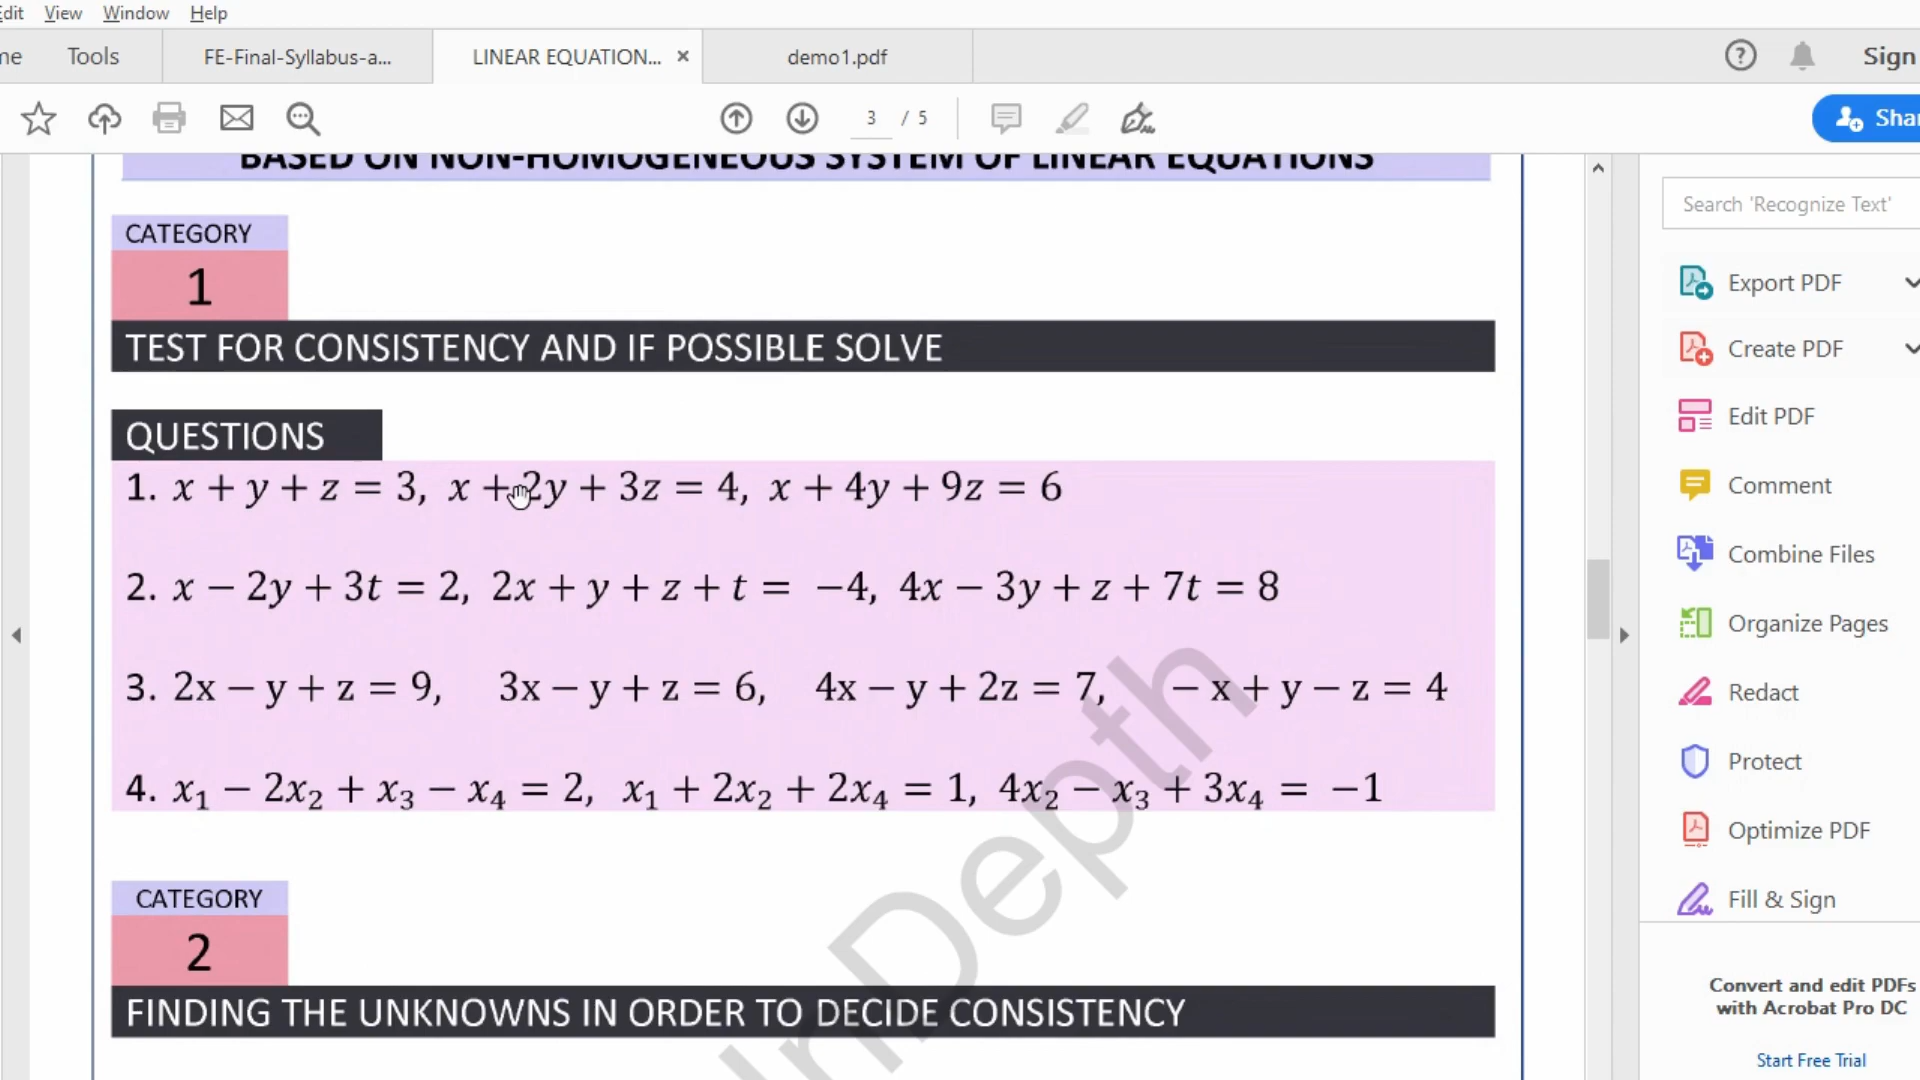 Edit View Window Help
me Tools FE-Final-Syllabus-a... LINEAR EQUATION... × demo1.pdf Sign
3 / 5 Shar
BASED ON NON-HOMOGENEOUS SYSTEM OF LINEAR EQUATIONS
Search 'Recognize Text'
CATEGORY
1
Export PDF
TEST FOR CONSISTENCY AND IF POSSIBLE SOLVE
Create PDF
Edit PDF
QUESTIONS
1. x + y + z = 3, x + 2y + 3z = 4, x + 4y + 9z = 6
Comment
Combine Files
2. x − 2y + 3t = 2, 2x + y + z + t = −4, 4x − 3y + z + 7t = 8
Organize Pages
3. 2x − y + z = 9, 3x − y + z = 6, 4x − y + 2z = 7, − x + y − z = 4
Redact
Protect
4. x₁ − 2x₂ + x₃ − x₄ = 2, x₁ + 2x₂ + 2x₄ = 1, 4x₂ − x₃ + 3x₄ = −1
Optimize PDF
CATEGORY
2
Fill & Sign
FINDING THE UNKNOWNS IN ORDER TO DECIDE CONSISTENCY
InDepth
Convert and edit PDFs
with Acrobat Pro DC
Start Free Trial